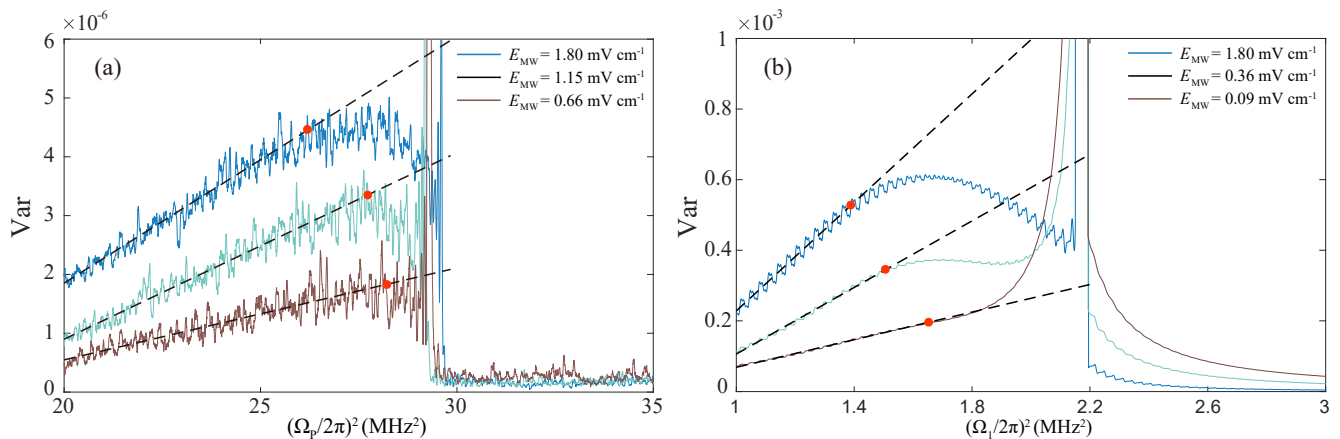 ×10⁻⁶
(a)
E_MW = 1.80 mV cm⁻¹
E_MW = 1.15 mV cm⁻¹
E_MW = 0.66 mV cm⁻¹
6
5
4
3
2
1
0
Var
20 25 30 35
(Ω_P/2π)² (MHz²)
×10⁻³
(b)
E_MW = 1.80 mV cm⁻¹
E_MW = 0.36 mV cm⁻¹
E_MW = 0.09 mV cm⁻¹
1
0.8
0.6
0.4
0.2
0
Var
1 1.4 1.8 2.2 2.6 3
(Ω₁/2π)² (MHz²)